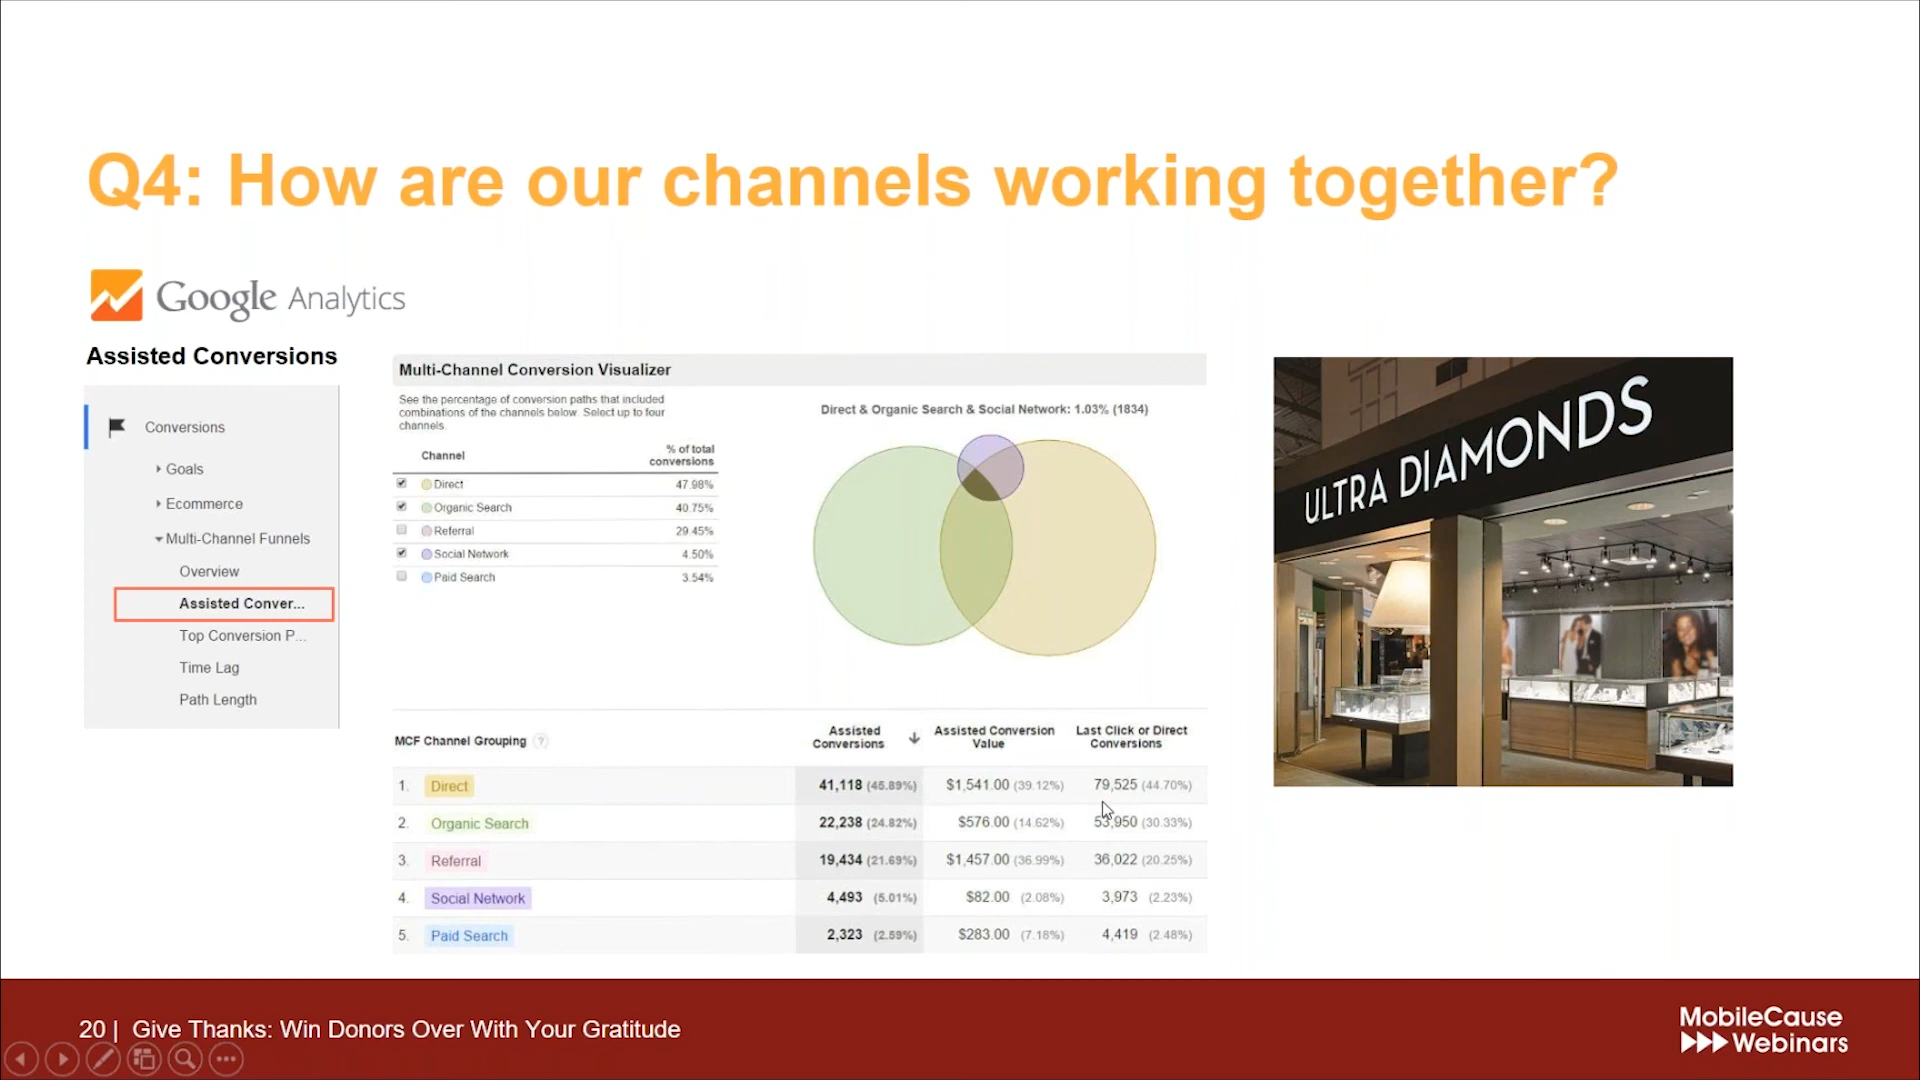 Q4: How are our channels working together?
Google Analytics
Assisted Conversions
Conversions
Goals
Ecommerce
Multi-Channel Funnels
Overview
Assisted Conver...
Top Conversion P...
Time Lag
Path Length
Multi-Channel Conversion Visualizer
See the percentage of conversion paths that included
combinations of the channels below. Select up to four
channels.
Channel % of total conversions
Direct 47.98%
Organic Search 40.75%
Referral 29.45%
Social Network 4.50%
Paid Search 3.54%
Direct & Organic Search & Social Network: 1.03% (1834)
MCF Channel Grouping ? Assisted Conversions Assisted Conversion Value Last Click or Direct Conversions
1. Direct 41,118 (45.89%) $1,541.00 (39.12%) 79,525 (44.70%)
2. Organic Search 22,238 (24.82%) $576.00 (14.62%) 53,950 (30.33%)
3. Referral 19,434 (21.69%) $1,457.00 (36.99%) 36,022 (20.25%)
4. Social Network 4,493 (5.01%) $82.00 (2.08%) 3,973 (2.23%)
5. Paid Search 2,323 (2.59%) $283.00 (7.18%) 4,419 (2.48%)
ULTRA DIAMONDS
20 | Give Thanks: Win Donors Over With Your Gratitude
MobileCause
Webinars